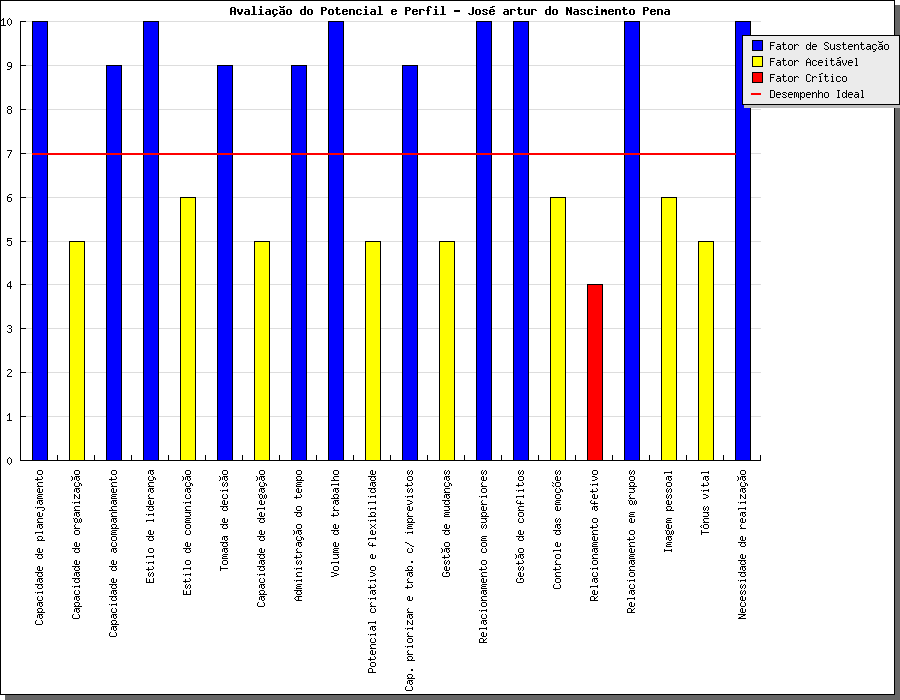 Avaliação do Potencial e Perfil - José artur do Nascimento Pena
10
9
8
7
6
5
4
3
2
1
0
Fator de Sustentação
Fator Aceitável
Fator Crítico
Desempenho Ideal
Capacidade de planejamento
Capacidade de organização
Capacidade de acompanhamento
Estilo de liderança
Estilo de comunicação
Tomada de decisão
Capacidade de delegação
Administração do tempo
Volume de trabalho
Potencial criativo e flexibilidade
Cap. priorizar e trab. c/ imprevistos
Gestão de mudanças
Relacionamento com superiores
Gestão de conflitos
Controle das emoções
Relacionamento afetivo
Relacionamento em grupos
Imagem pessoal
Tônus vital
Necessidade de realização